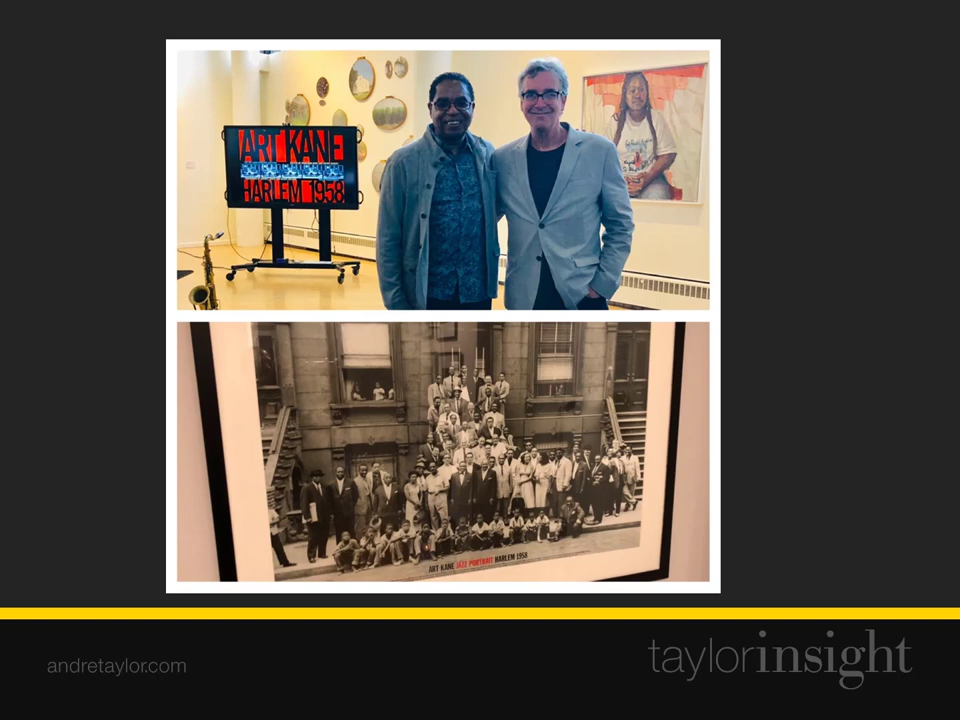 ART KANE
HARLEM 1958
ART KANE JAZZ PORTRAIT HARLEM 1958
andretaylor.com
taylorinsight